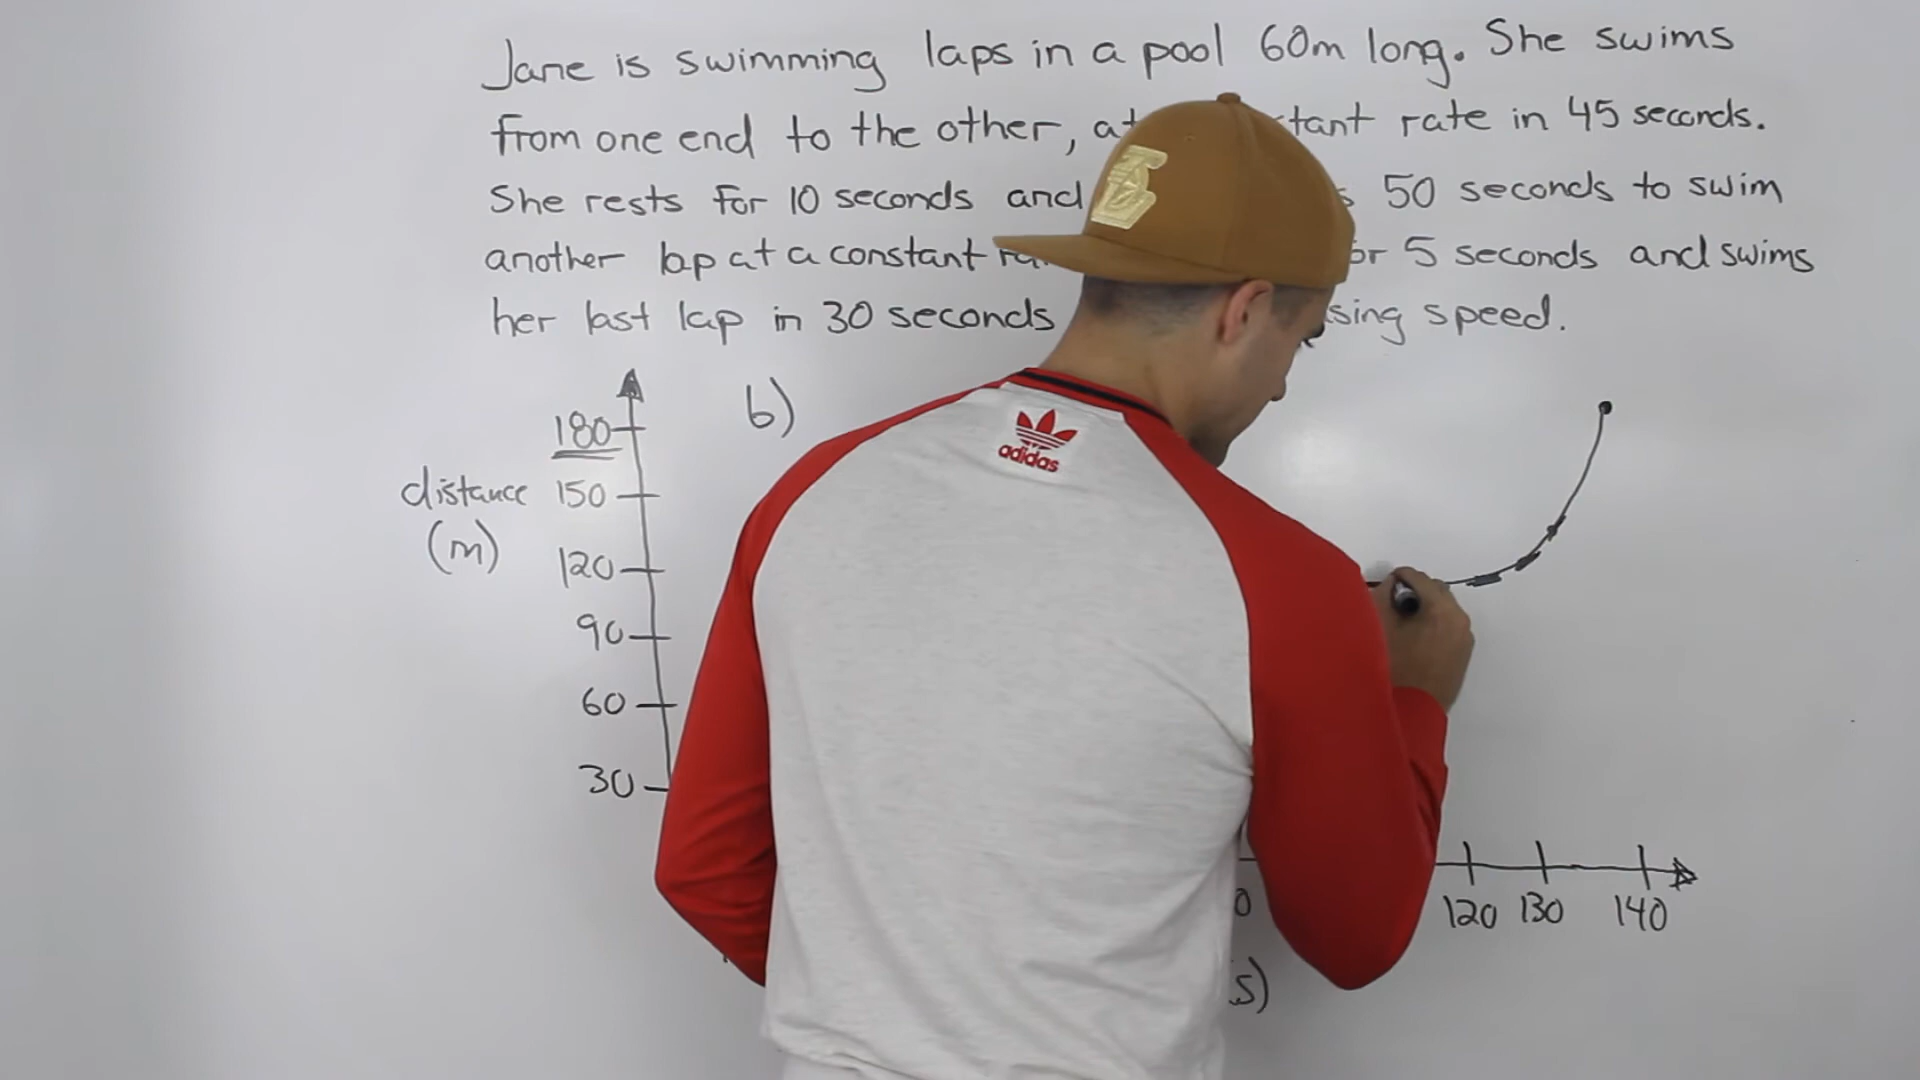 Jane is swimming laps in a pool 60m long. She swims
from one end to the other, at tant rate in 45 seconds.
She rests for 10 seconds and 50 seconds to swim
another lap at a constant for 5 seconds and swims
her last lap in 30 seconds sing speed.
b)
180
distance 150
(m)
120
90
60
30
adidas
0 120 130 140
s)